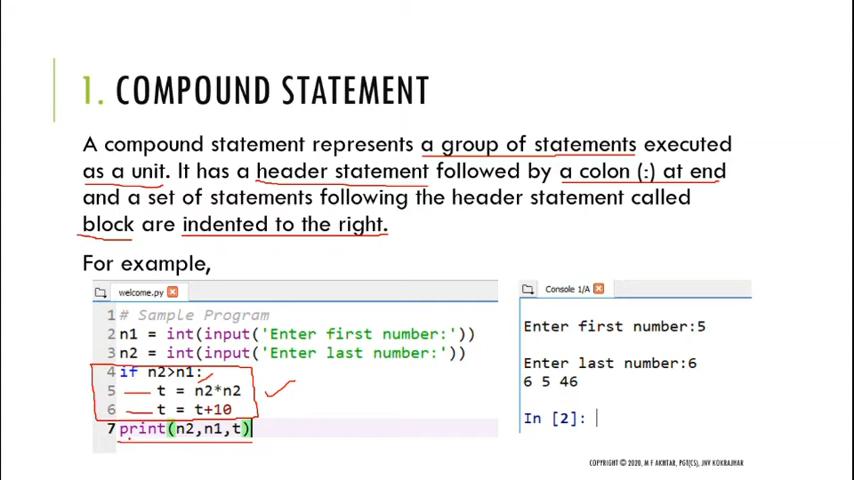 1. COMPOUND STATEMENT
A compound statement represents a group of statements executed
as a unit. It has a header statement followed by a colon (:) at end
and a set of statements following the header statement called
block are indented to the right.
For example,
welcome.py
1 # Sample Program
2 n1 = int(input('Enter first number:'))
3 n2 = int(input('Enter last number:'))
4 if n2>n1:
5 t = n2*n2
6 t = t+10
7 print(n2,n1,t)
Console 1/A
Enter first number:5
Enter last number:6
6 5 46
In [2]:
COPYRIGHT © 2020, M F AKHTAR, PGT(CS), JNV KOKRAJHAR